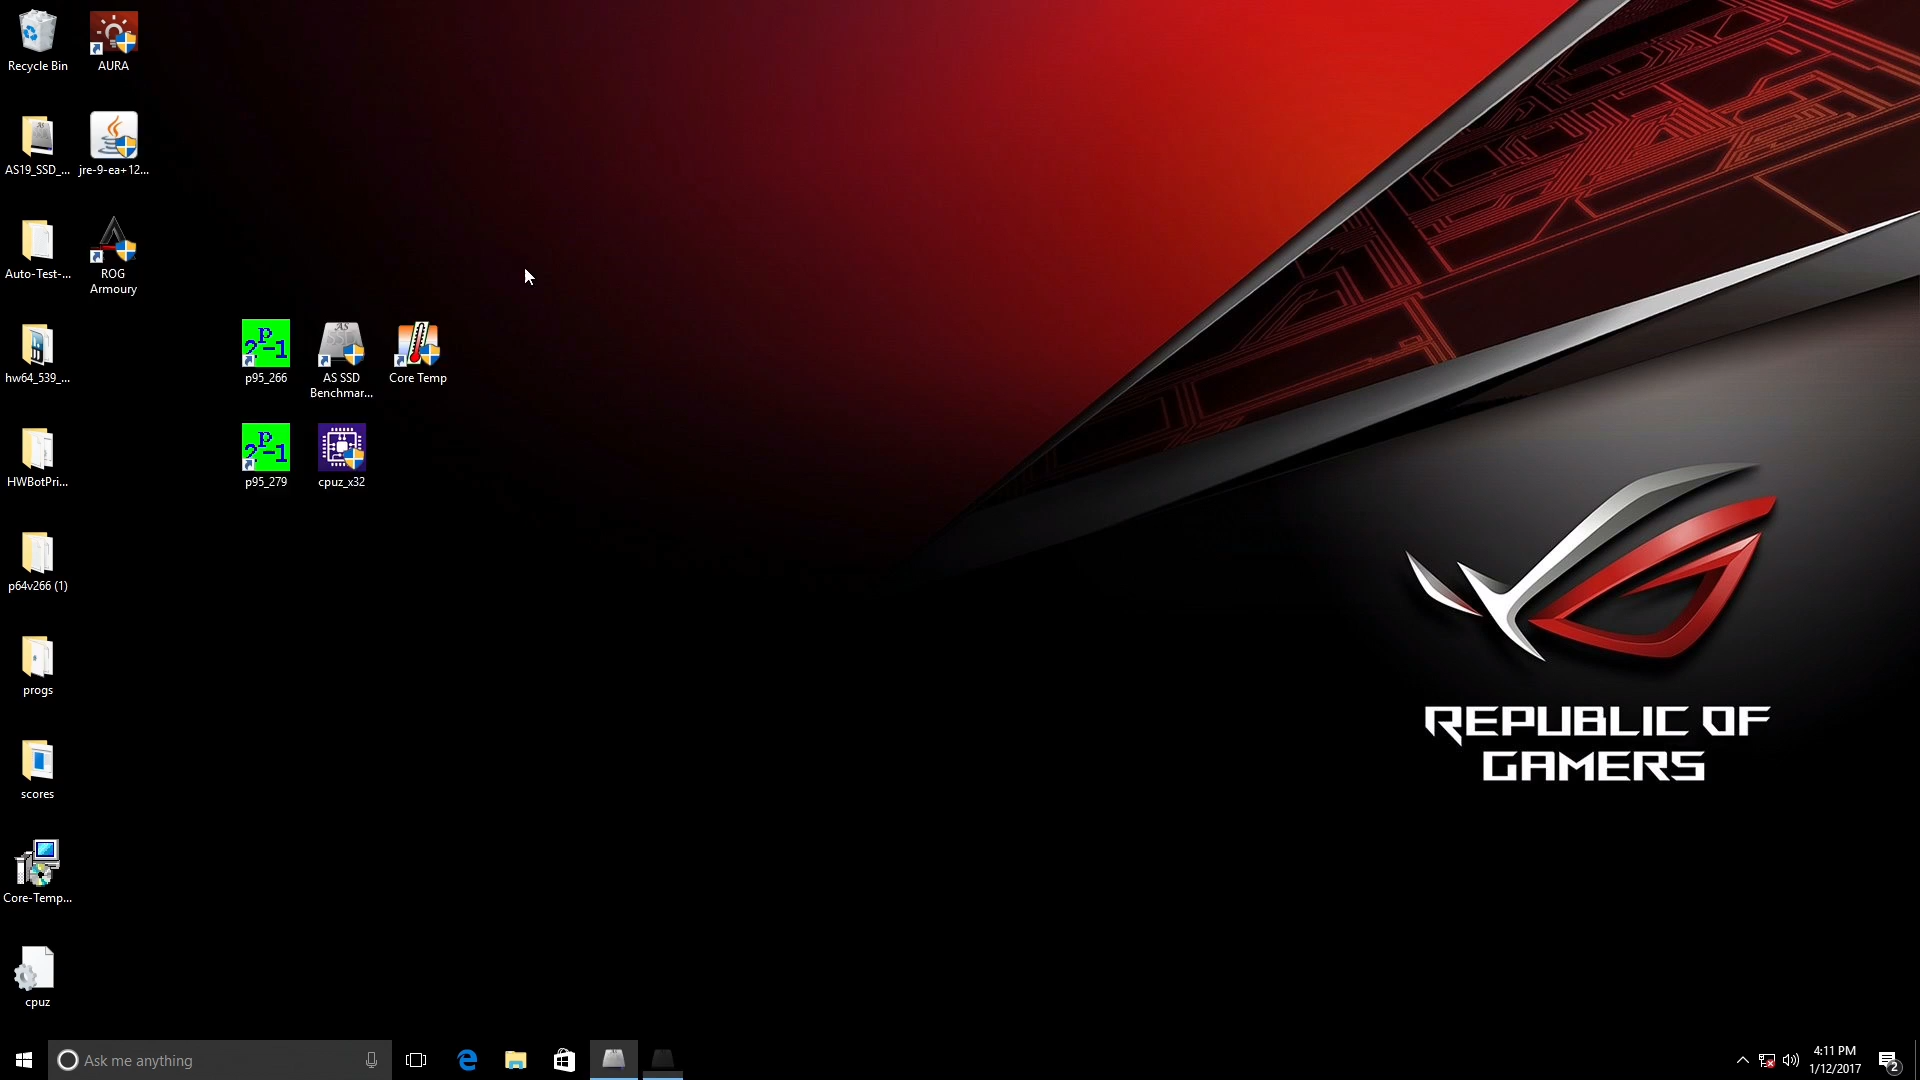 Recycle Bin
AURA
AS19_SSD_...
jre-9-ea+12...
Auto-Test-...
ROG
Armoury
hw64_539_...
p95_266
AS SSD
Benchmar...
Core Temp
HWBotPri...
p95_279
cpuz_x32
p64v266 (1)
progs
scores
Core-Temp...
cpuz
REPUBLIC OF
GAMERS
Ask me anything
4:11 PM
1/12/2017
2